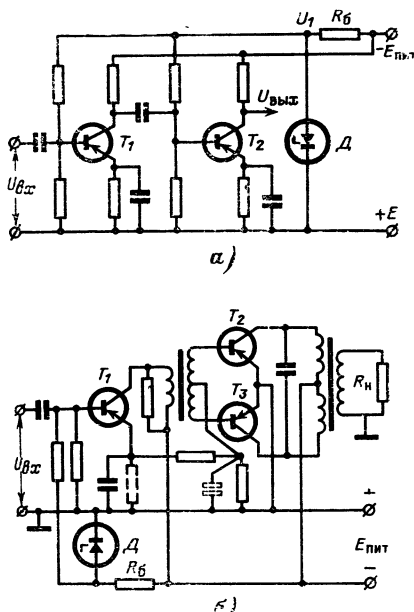 U₁
Rб
−Eпит
T₁
Uвых
T₂
Д
Uвх
+E
а)
T₂
T₁
T₃
Rн
Uвх
+
Д
Rб
Eпит
−
б)